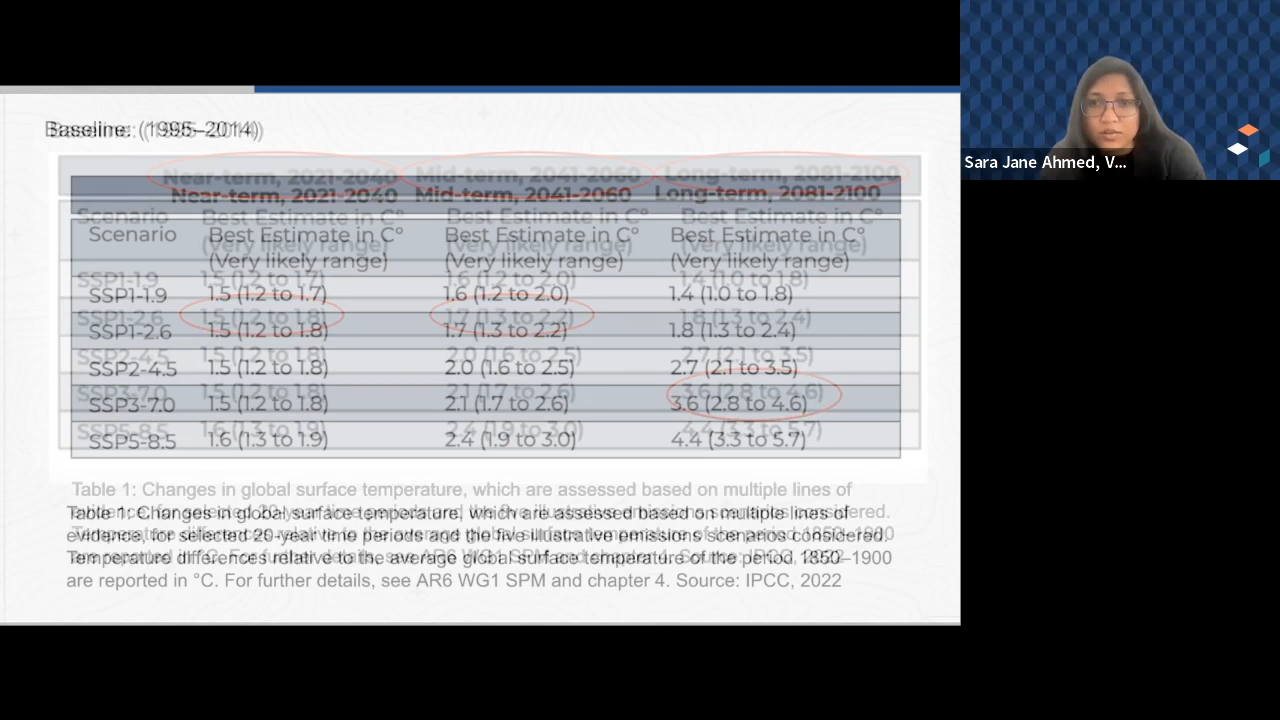 Baseline: (1995–2014)
Near-term, 2021-2040 Mid-term, 2041-2060 Long-term, 2081-2100
Scenario Best Estimate in C° Best Estimate in C° Best Estimate in C°
(Very likely range) (Very likely range) (Very likely range)
SSP1-1.9 1.5 (1.2 to 1.7) 1.6 (1.2 to 2.0) 1.4 (1.0 to 1.8)
SSP1-2.6 1.5 (1.2 to 1.8) 1.7 (1.3 to 2.2) 1.8 (1.3 to 2.4)
SSP2-4.5 1.5 (1.2 to 1.8) 2.0 (1.6 to 2.5) 2.7 (2.1 to 3.5)
SSP3-7.0 1.5 (1.2 to 1.8) 2.1 (1.7 to 2.6) 3.6 (2.8 to 4.6)
SSP5-8.5 1.6 (1.3 to 1.9) 2.4 (1.9 to 3.0) 4.4 (3.3 to 5.7)
Table 1: Changes in global surface temperature, which are assessed based on multiple lines of
evidence, for selected 20-year time periods and the five illustrative emissions scenarios considered.
Temperature differences relative to the average global surface temperature of the period 1850–1900
are reported in °C. For further details, see AR6 WG1 SPM and chapter 4. Source: IPCC, 2022
Sara Jane Ahmed, V...